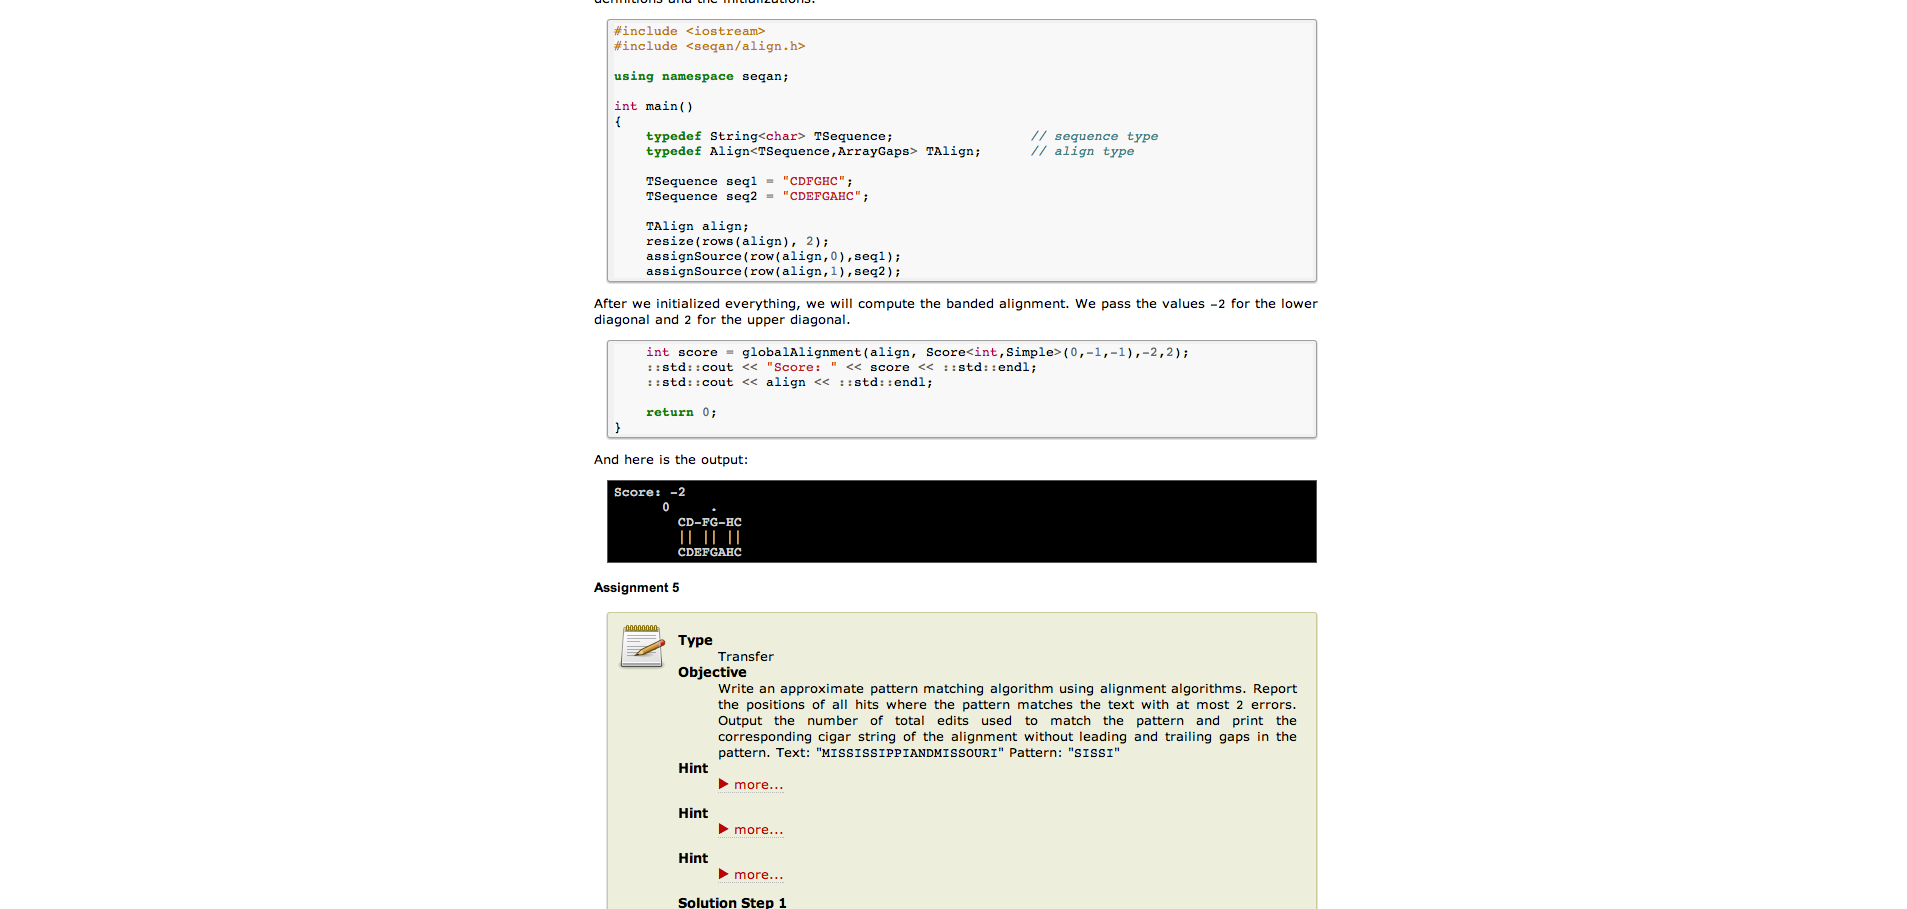 definitions and the initializations.
#include <iostream>
#include <seqan/align.h>
using namespace seqan;
int main()
{
    typedef String<char> TSequence;                 // sequence type
    typedef Align<TSequence,ArrayGaps> TAlign;      // align type
    TSequence seq1 = "CDFGHC";
    TSequence seq2 = "CDEFGAHC";
    TAlign align;
    resize(rows(align), 2);
    assignSource(row(align,0),seq1);
    assignSource(row(align,1),seq2);
After we initialized everything, we will compute the banded alignment. We pass the values -2 for the lower
diagonal and 2 for the upper diagonal.
    int score = globalAlignment(align, Score<int,Simple>(0,-1,-1),-2,2);
    ::std::cout << "Score: " << score << ::std::endl;
    ::std::cout << align << ::std::endl;
    return 0;
}
And here is the output:
Score: -2
      0     .
        CD-FG-HC
        || || ||
        CDEFGAHC
Assignment 5
Type
Transfer
Objective
Write an approximate pattern matching algorithm using alignment algorithms. Report
the positions of all hits where the pattern matches the text with at most 2 errors.
Output the number of total edits used to match the pattern and print the
corresponding cigar string of the alignment without leading and trailing gaps in the
pattern. Text: "MISSISSIPPIANDMISSOURI" Pattern: "SISSI"
Hint
▶ more...
Hint
▶ more...
Hint
▶ more...
Solution Step 1